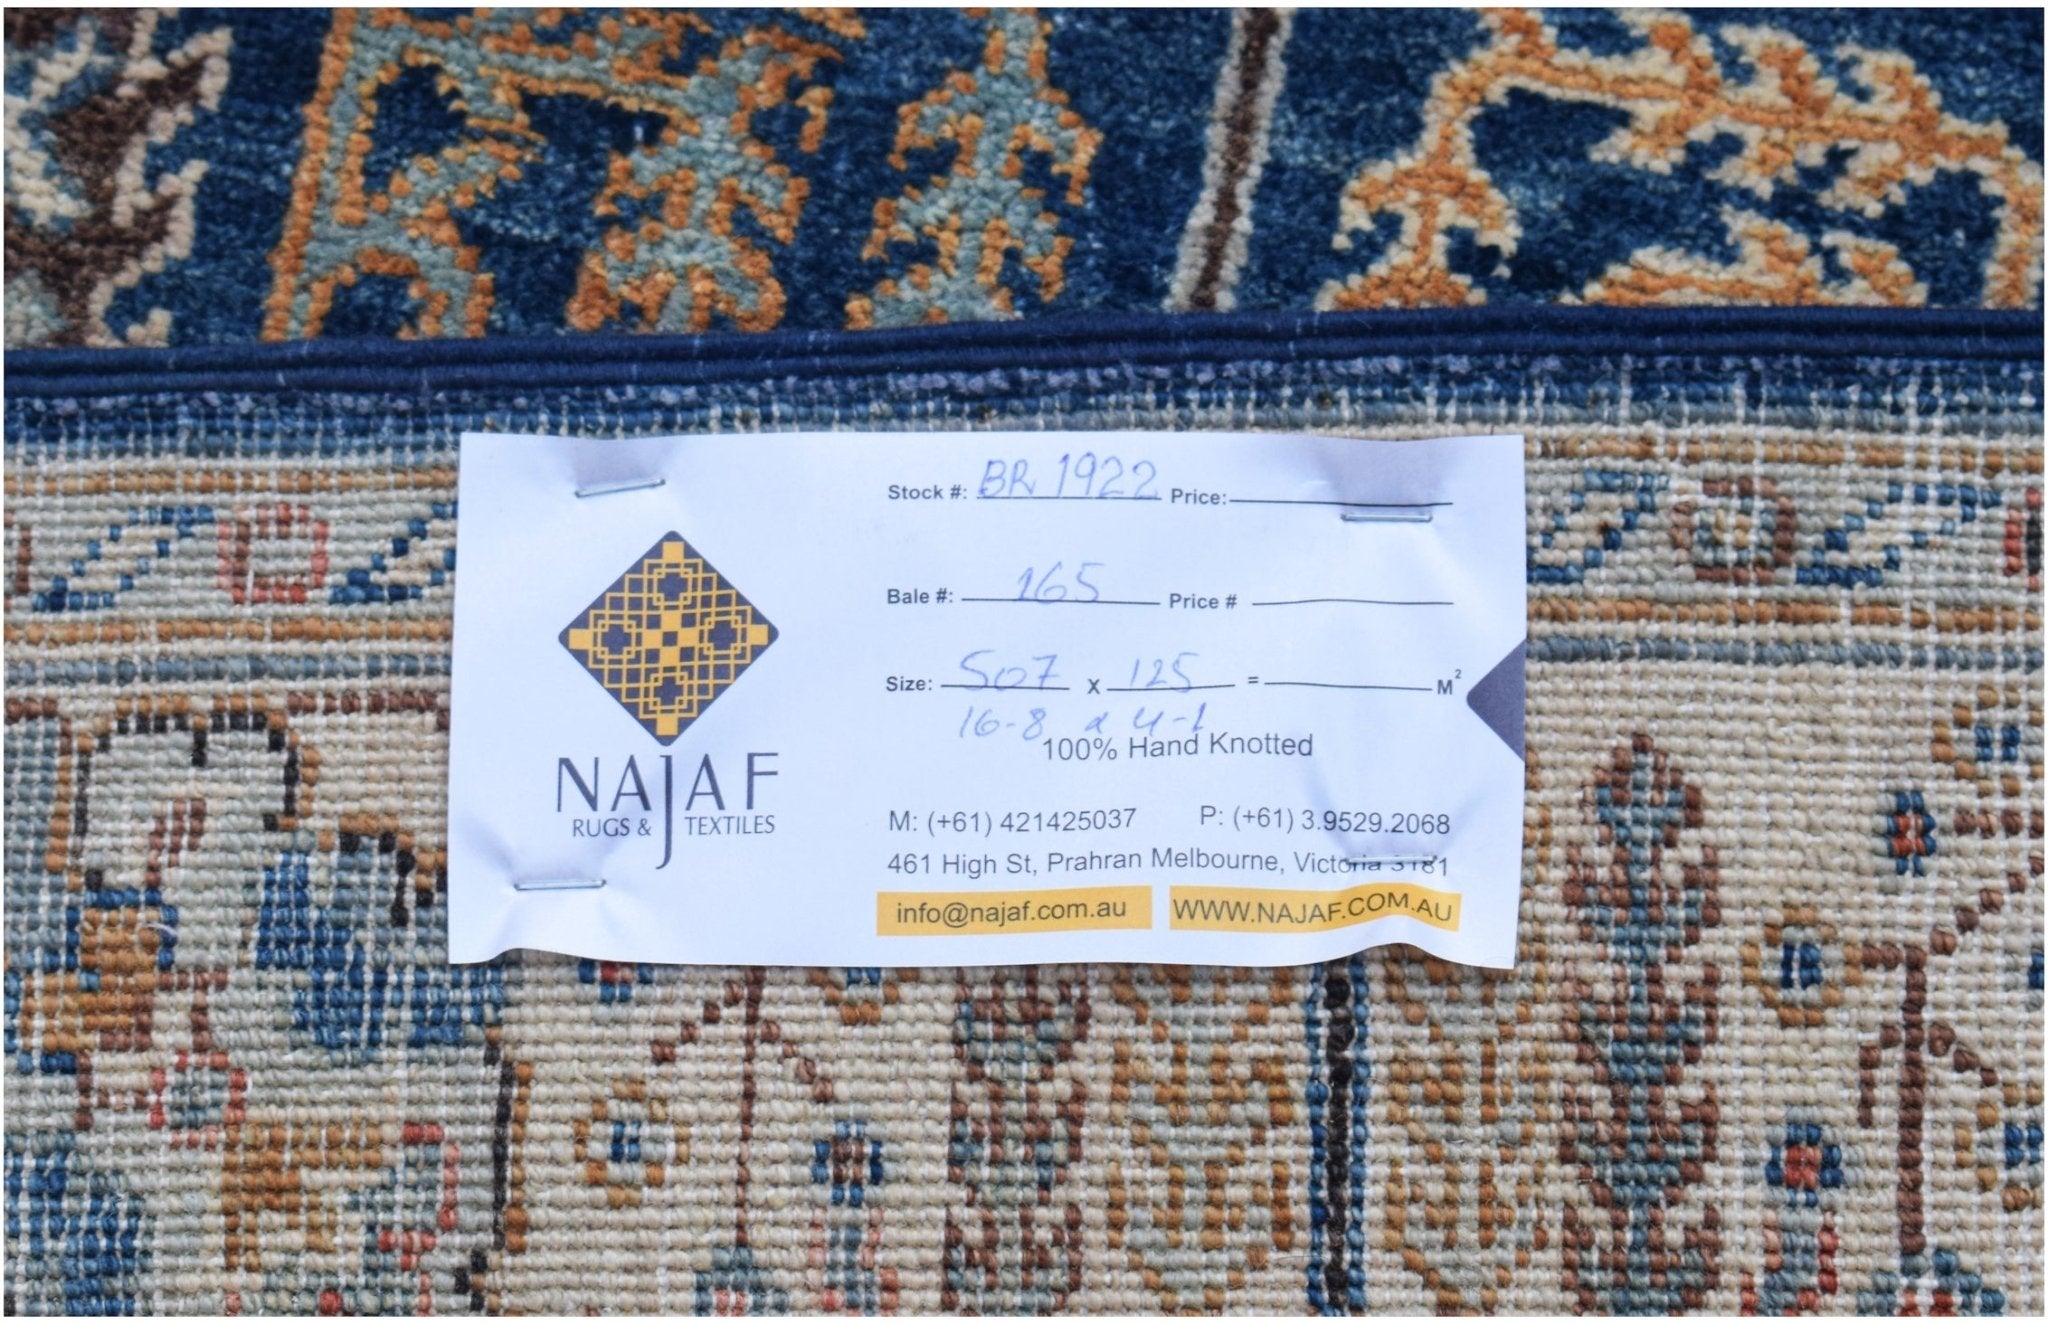 Stock #: BR 1922 Price:
Bale #: 165 Price #
Size: 507 X 125 = M²
16-8 x 4-1
100% Hand Knotted
NAJAF
RUGS & TEXTILES
M: (+61) 421425037 P: (+61) 3.9529.2068
461 High St, Prahran Melbourne, Victoria 3181
info@najaf.com.au WWW.NAJAF.COM.AU